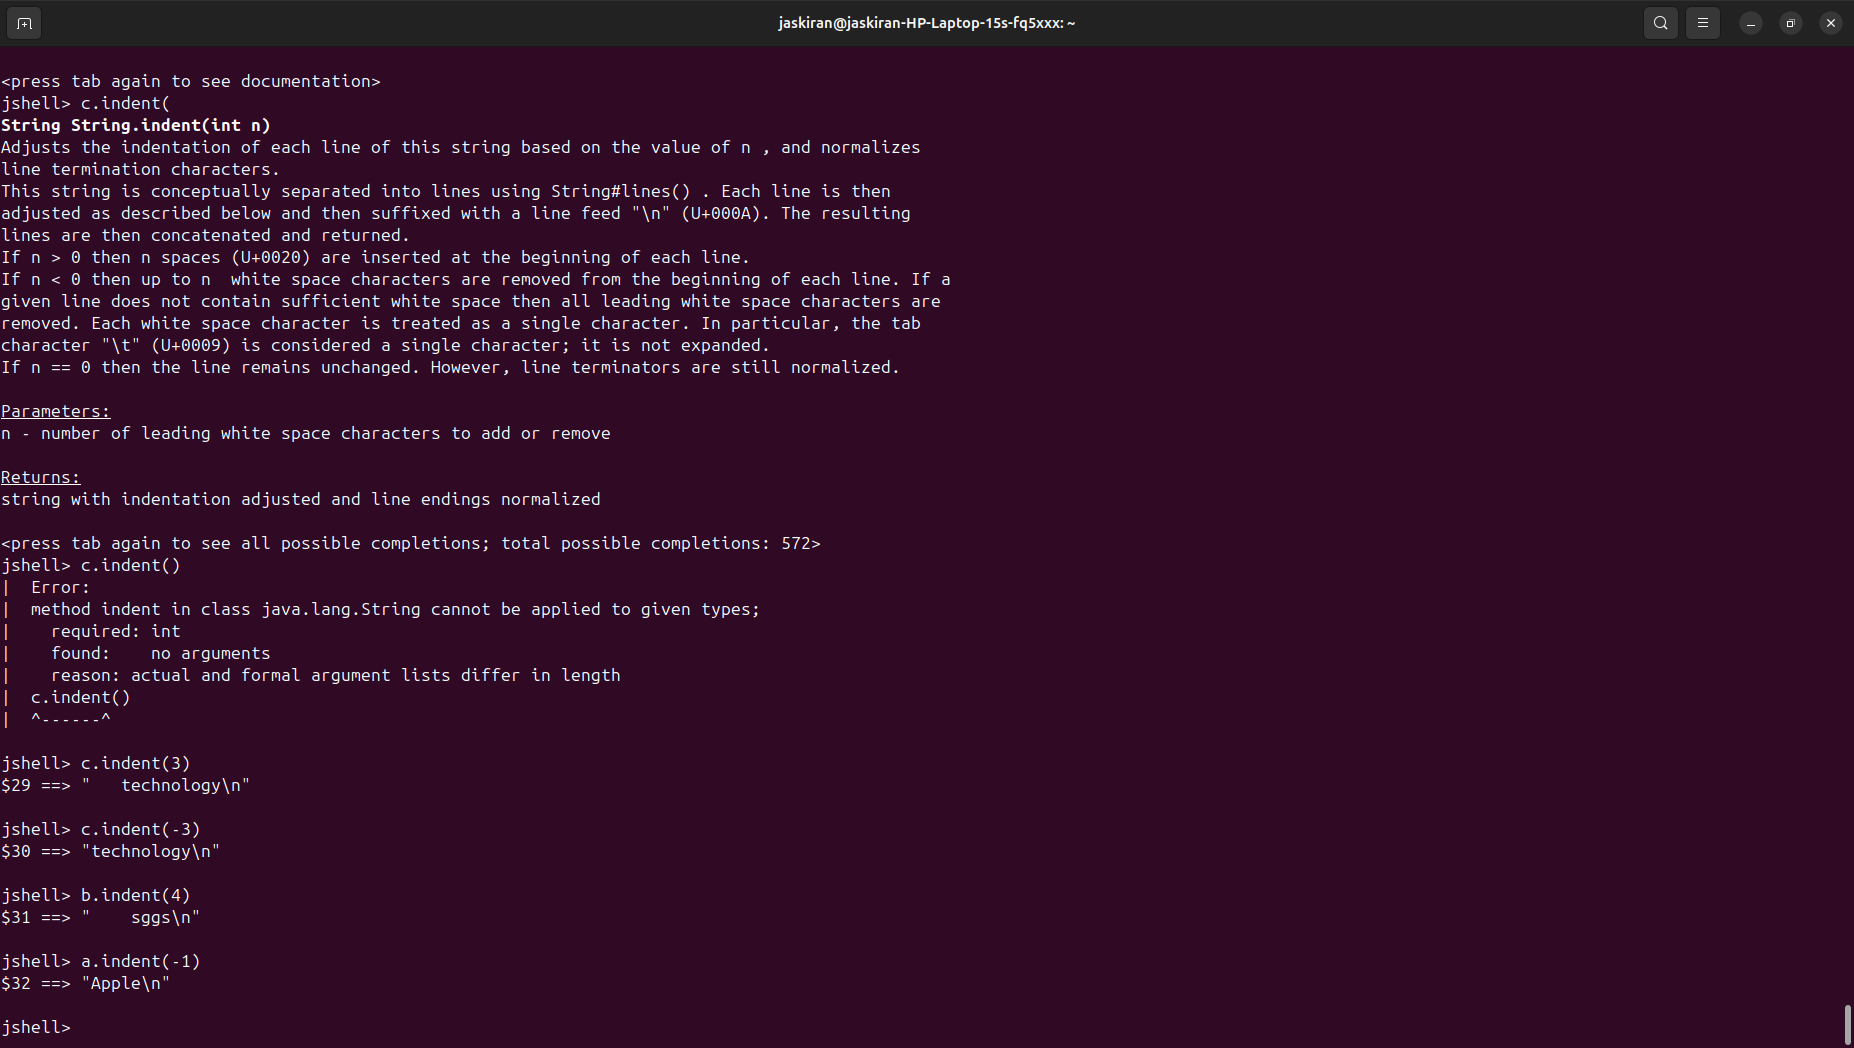 jaskiran@jaskiran-HP-Laptop-15s-fq5xxx: ~
<press tab again to see documentation>
jshell> c.indent(
String String.indent(int n)
Adjusts the indentation of each line of this string based on the value of n , and normalizes
line termination characters.
This string is conceptually separated into lines using String#lines() . Each line is then
adjusted as described below and then suffixed with a line feed "\n" (U+000A). The resulting
lines are then concatenated and returned.
If n > 0 then n spaces (U+0020) are inserted at the beginning of each line.
If n < 0 then up to n  white space characters are removed from the beginning of each line. If a
given line does not contain sufficient white space then all leading white space characters are
removed. Each white space character is treated as a single character. In particular, the tab
character "\t" (U+0009) is considered a single character; it is not expanded.
If n == 0 then the line remains unchanged. However, line terminators are still normalized.
Parameters:
n - number of leading white space characters to add or remove
Returns:
string with indentation adjusted and line endings normalized
<press tab again to see all possible completions; total possible completions: 572>
jshell> c.indent()
|  Error:
|  method indent in class java.lang.String cannot be applied to given types;
|    required: int
|    found:    no arguments
|    reason: actual and formal argument lists differ in length
|  c.indent()
|  ^------^
jshell> c.indent(3)
$29 ==> "   technology\n"
jshell> c.indent(-3)
$30 ==> "technology\n"
jshell> b.indent(4)
$31 ==> "    sggs\n"
jshell> a.indent(-1)
$32 ==> "Apple\n"
jshell>